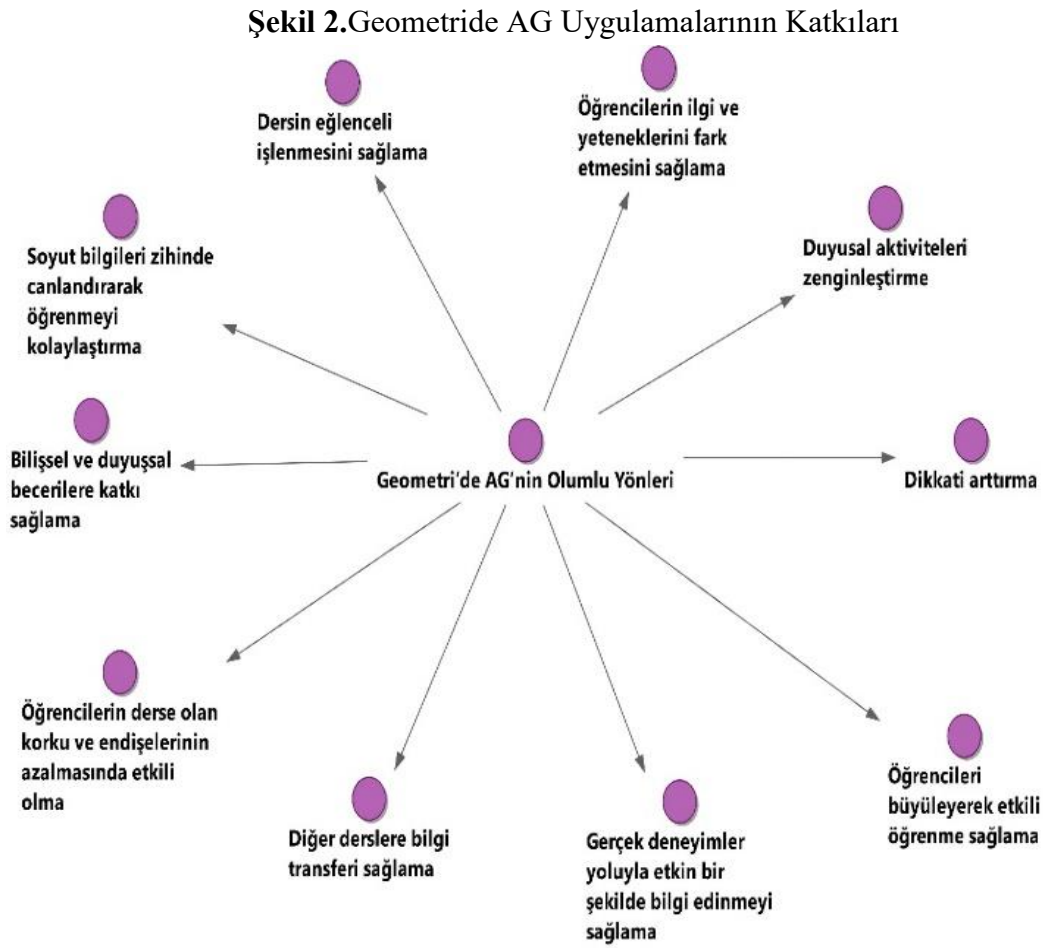 Şekil 2.Geometride AG Uygulamalarının Katkıları
Dersin eğlenceli
işlenmesini sağlama
Öğrencilerin ilgi ve
yeteneklerini fark
etmesini sağlama
Duyusal aktiviteleri
zenginleştirme
Soyut bilgileri zihinde
canlandırarak
öğrenmeyi
kolaylaştırma
Bilişsel ve duyuşsal
becerilere katkı
sağlama
Geometri'de AG'nin Olumlu Yönleri
Dikkati arttırma
Öğrencilerin derse olan
korku ve endişelerinin
azalmasında etkili
olma
Diğer derslere bilgi
transferi sağlama
Gerçek deneyimler
yoluyla etkin bir
şekilde bilgi edinmeyi
sağlama
Öğrencileri
büyüleyerek etkili
öğrenme sağlama